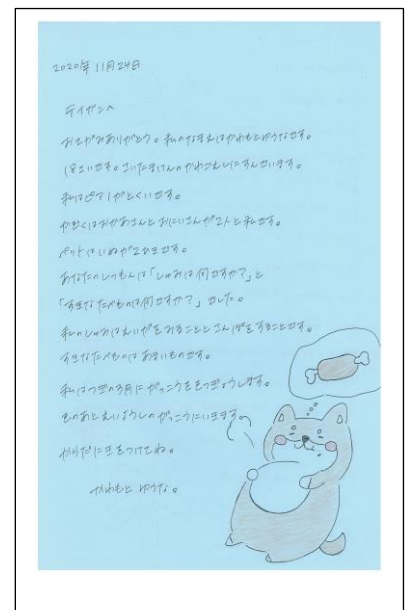 2020年 11月24日
テイガンへ
おてがみありがとう。私のなまえはかわもとゆうなです。
18さいです。さいたまけんのかわごえしにすんでいます。
私はピアノがとくいです。
かぞくはおかあさんとおにいさんが2人と私です。
ペットはいぬが2ひきです。
あなたのしつもんは「しゅみは何ですか？」と
「すきなたべものは何ですか？」でした。
私のしゅみはえいがをみることとさんぽをすることです。
すきなたべものはあまいものです。
私はつぎの3月にがっこうをそつぎょうします。
そのあとえいようしのがっこうにいきます。
からだにきをつけてね。
かわもと ゆうな。